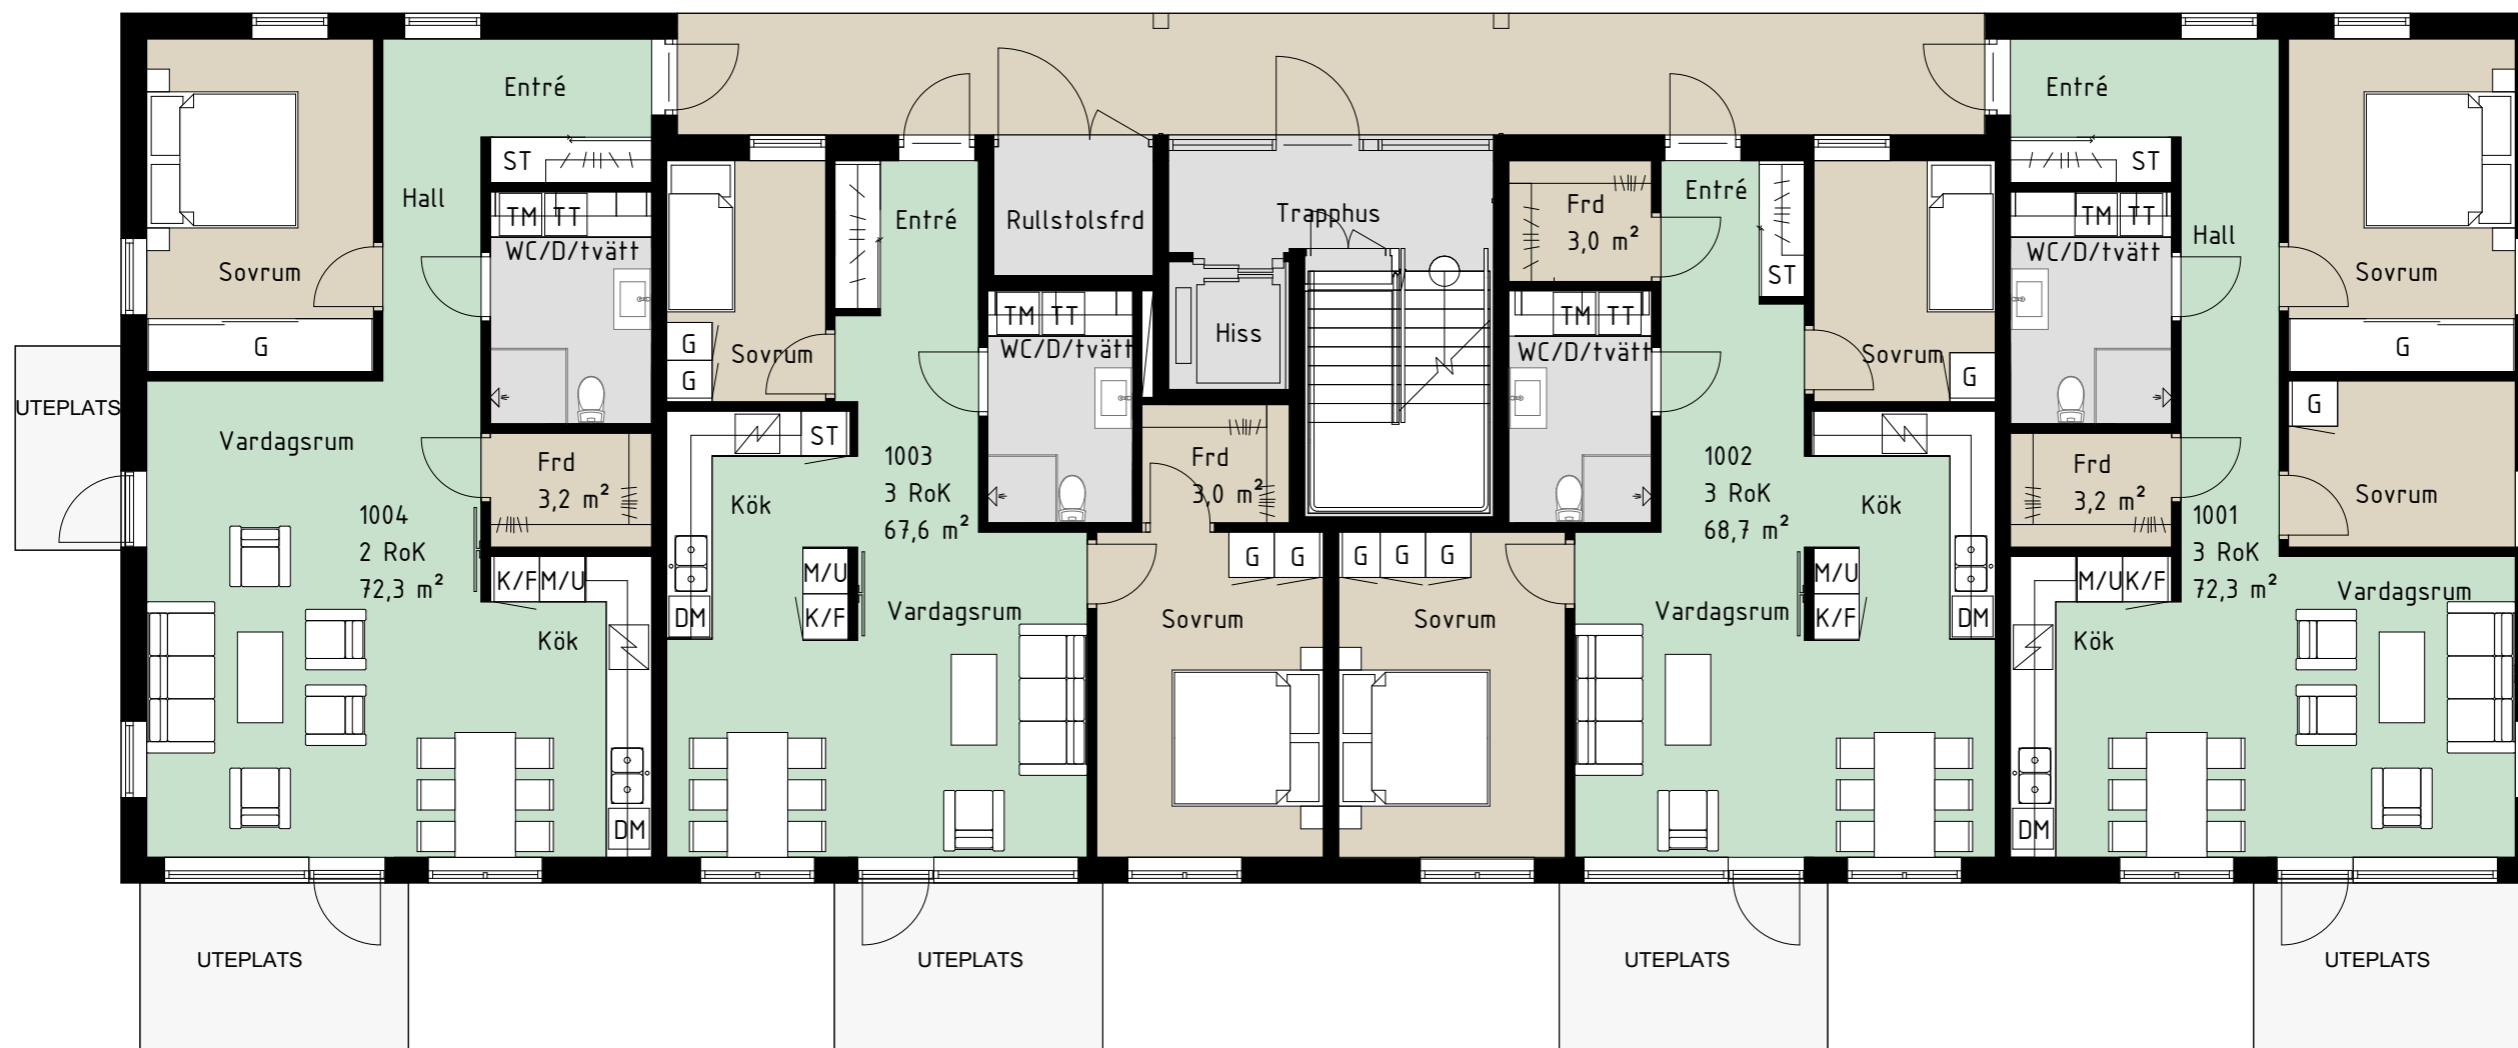 Entré
ST
Hall
TM TT
WC/D/tvätt
Sovrum
G
UTEPLATS
Vardagsrum
Frd
3,2 m²
1004
2 RoK
72,3 m²
K/F M/U
Kök
DM
UTEPLATS
Entré
Sovrum
G
G
TM TT
WC/D/tvätt
ST
Kök
1003
3 RoK
67,6 m²
Frd
3,0 m²
M/U
K/F
DM
Vardagsrum
G G
Sovrum
UTEPLATS
Rullstolsfrd
Trapphus
Hiss
Frd
3,0 m²
Entré
ST
TM TT
WC/D/tvätt
Sovrum
G
1002
3 RoK
68,7 m²
Kök
G G G
Sovrum
Vardagsrum
M/U
K/F
DM
UTEPLATS
Entré
ST
TM TT
WC/D/tvätt
Hall
Sovrum
G
G
Sovrum
Frd
3,2 m²
1001
3 RoK
72,3 m²
M/U K/F
Vardagsrum
Kök
DM
UTEPLATS